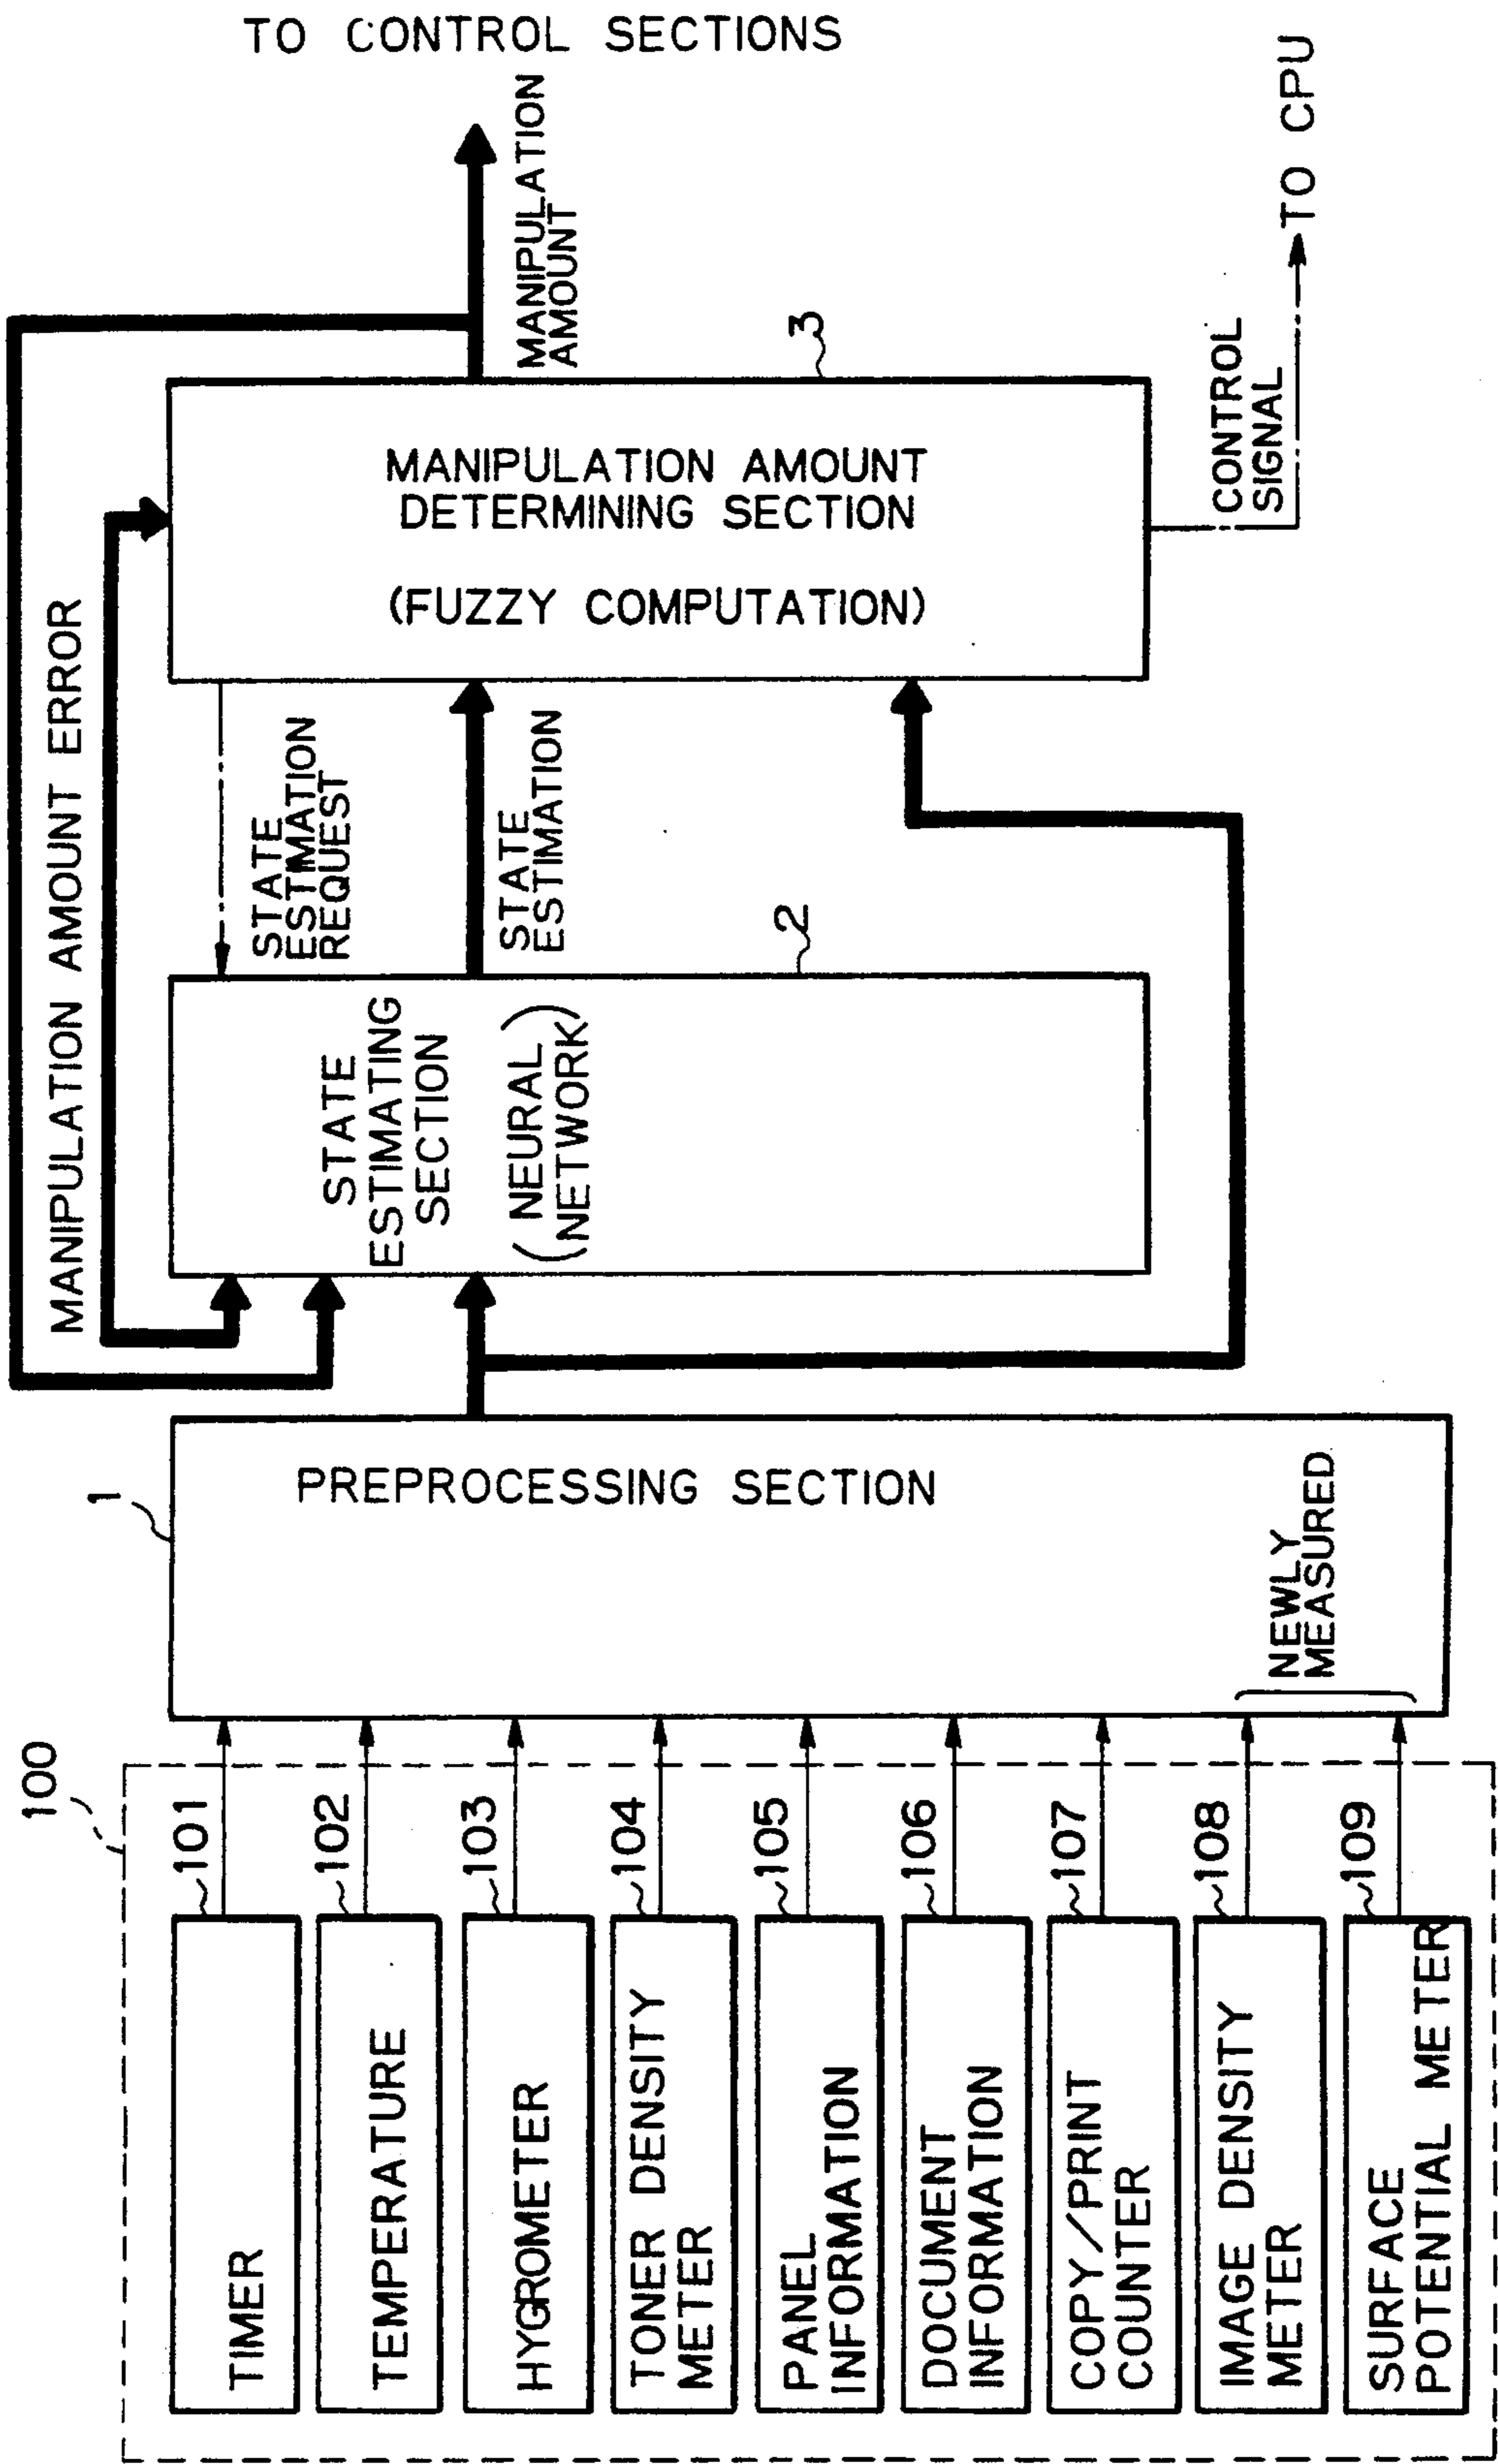 100
TIMER
101
TEMPERATURE
102
HYGROMETER
103
TONER DENSITY
METER
104
PANEL
INFORMATION
105
DOCUMENT
INFORMATION
106
COPY/PRINT
COUNTER
107
IMAGE DENSITY
METER
108
SURFACE
POTENTIAL METER
109
1
PREPROCESSING SECTION
NEWLY
MEASURED
MANIPULATION AMOUNT ERROR
STATE
ESTIMATING
SECTION
(NEURAL
NETWORK)
2
STATE
ESTIMATION
REQUEST
STATE
ESTIMATION
MANIPULATION AMOUNT
DETERMINING SECTION
(FUZZY COMPUTATION)
3
MANIPULATION
AMOUNT
TO CONTROL SECTIONS
CONTROL
SIGNAL
TO CPU